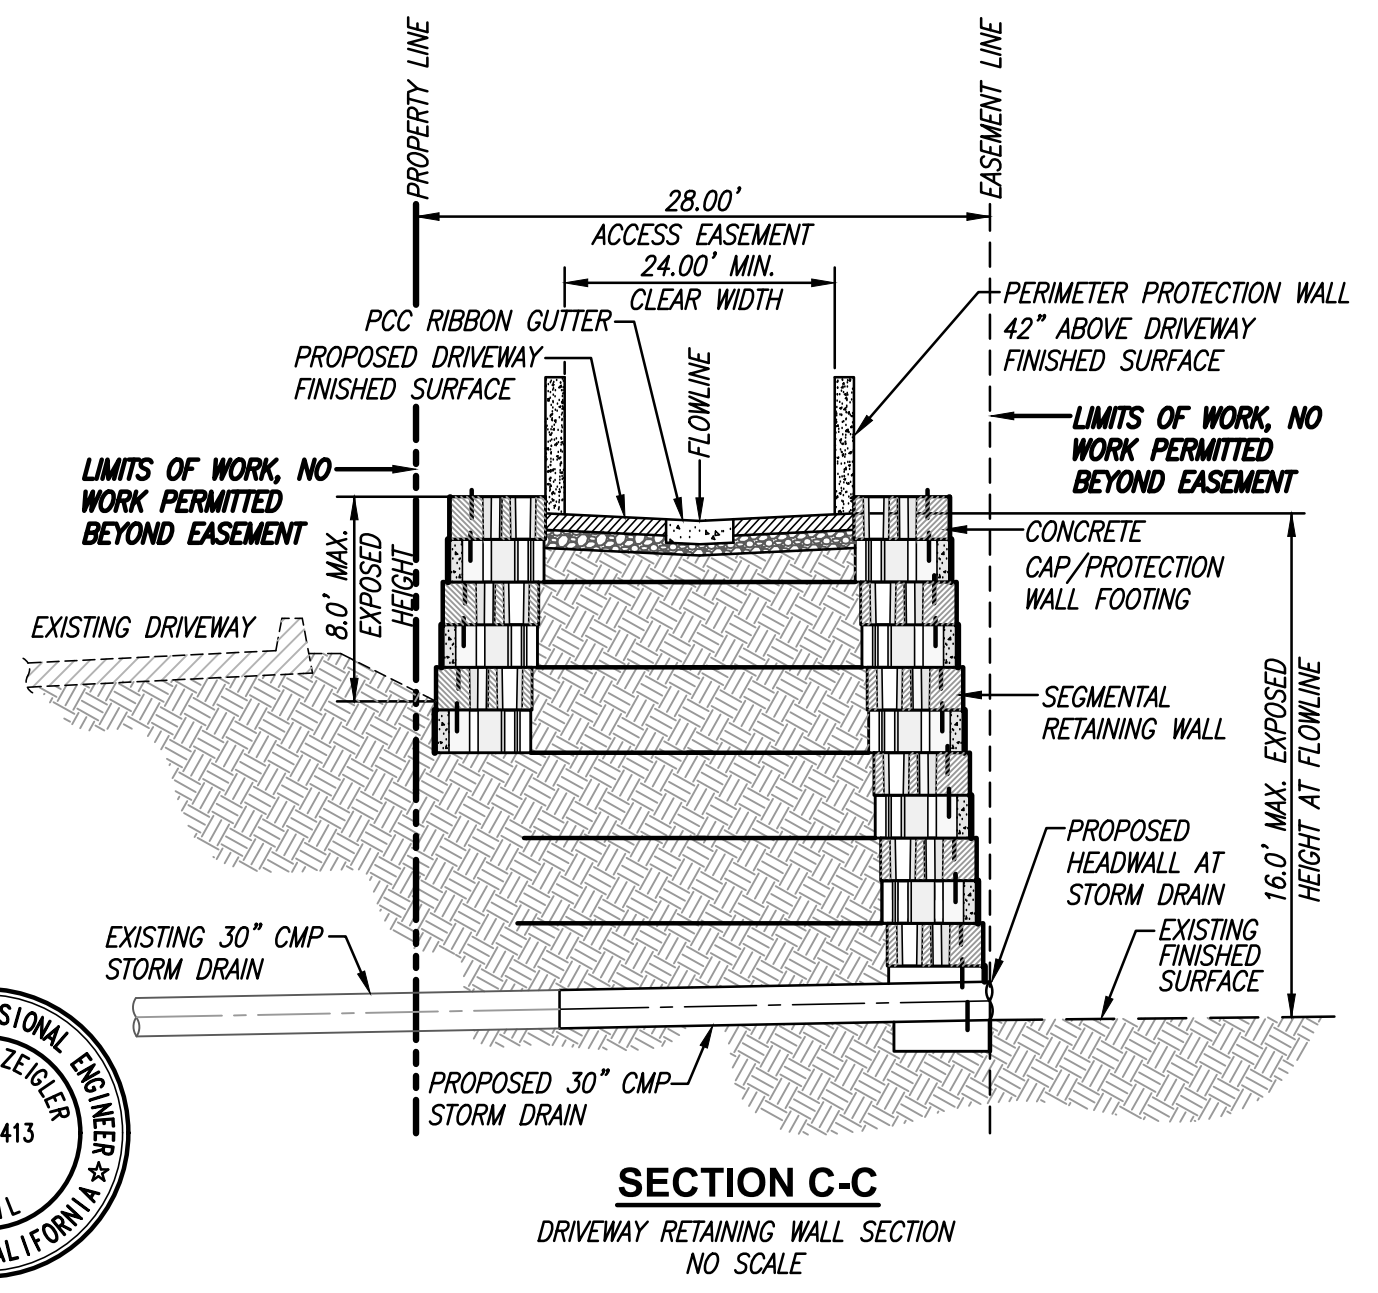 PROPERTY LINE
EASEMENT LINE
28.00'
ACCESS EASEMENT
24.00' MIN.
CLEAR WIDTH
PCC RIBBON GUTTER
PROPOSED DRIVEWAY
FINISHED SURFACE
FLOWLINE
PERIMETER PROTECTION WALL
42" ABOVE DRIVEWAY
FINISHED SURFACE
LIMITS OF WORK, NO
WORK PERMITTED
BEYOND EASEMENT
LIMITS OF WORK, NO
WORK PERMITTED
BEYOND EASEMENT
8.0' MAX.
EXPOSED
HEIGHT
CONCRETE
CAP/PROTECTION
WALL FOOTING
EXISTING DRIVEWAY
SEGMENTAL
RETAINING WALL
16.0' MAX. EXPOSED
HEIGHT AT FLOWLINE
PROPOSED
HEADWALL AT
STORM DRAIN
EXISTING
FINISHED
SURFACE
EXISTING 30" CMP
STORM DRAIN
PROPOSED 30" CMP
STORM DRAIN
SIONAL ENGINEER
ZEIGLER
413
IL
ALIFORNIA
SECTION C-C
DRIVEWAY RETAINING WALL SECTION
NO SCALE